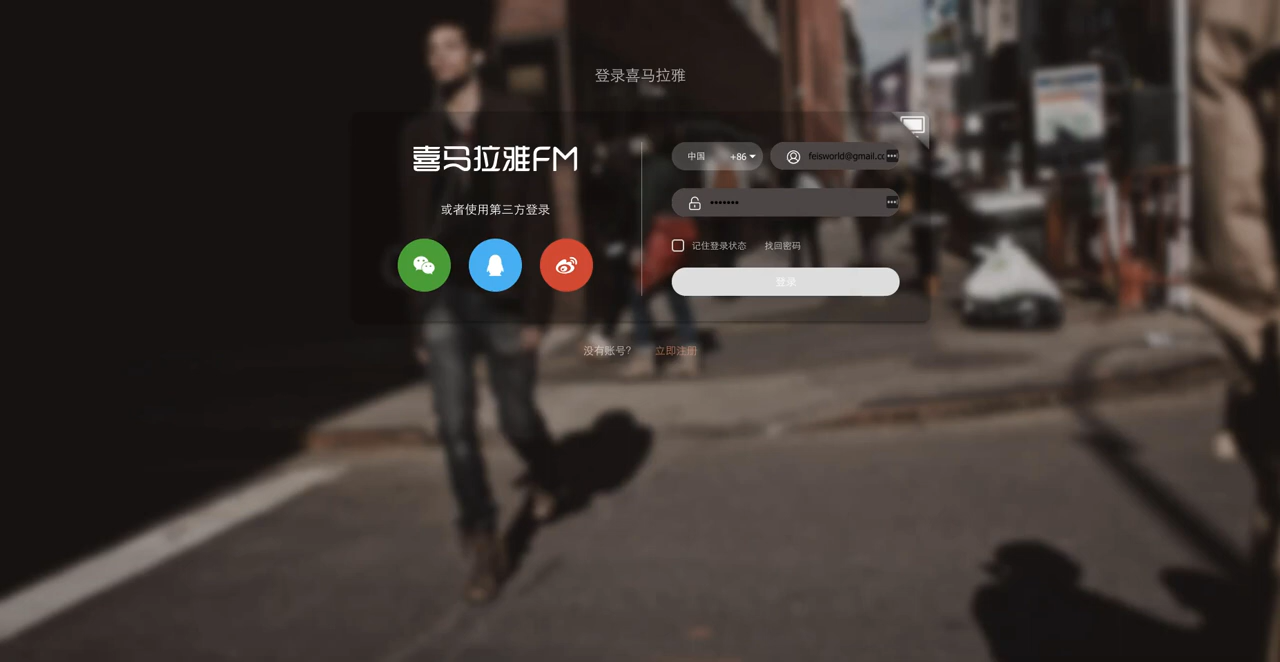 登录喜马拉雅
喜马拉雅FM
或者使用第三方登录
中国 +86
feisworld@gmail.co
•••••••
记住登录状态 找回密码
登录
没有账号? 立即注册